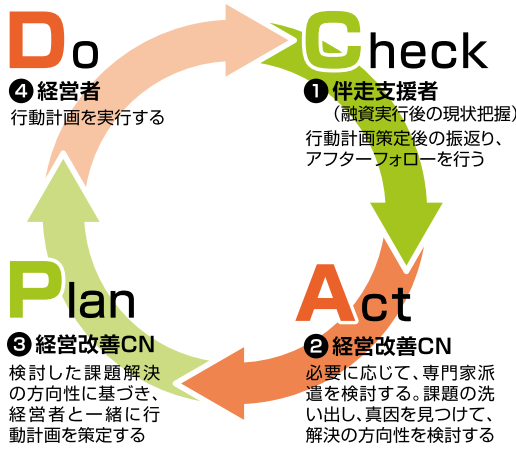 Do
❹経営者
行動計画を実行する
Check
❶伴走支援者
（融資実行後の現状把握）
行動計画策定後の振返り、
アフターフォローを行う
Plan
❸経営改善CN
検討した課題解決
の方向性に基づき、
経営者と一緒に行
動計画を策定する
Act
❷経営改善CN
必要に応じて、専門家派
遣を検討する。課題の洗
い出し、真因を見つけて、
解決の方向性を検討する